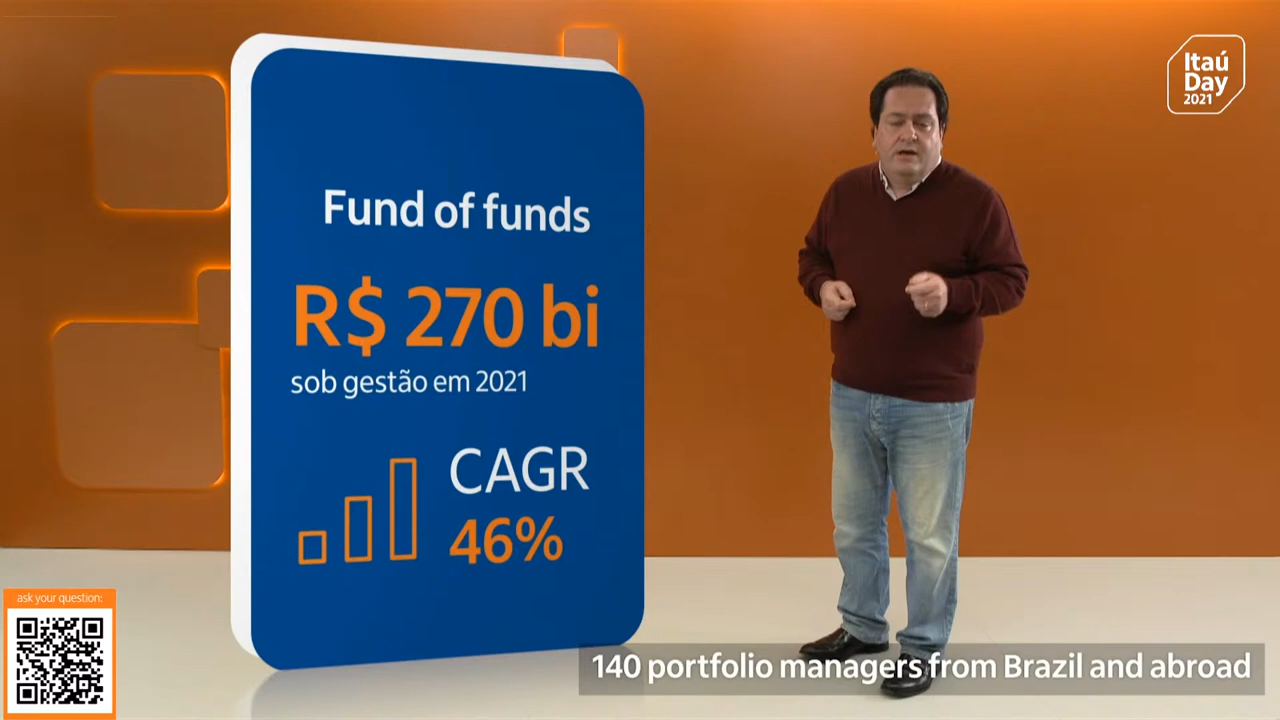 Itaú
Day
2021
Fund of funds
R$ 270 bi
sob gestão em 2021
CAGR
46%
ask your question:
140 portfolio managers from Brazil and abroad